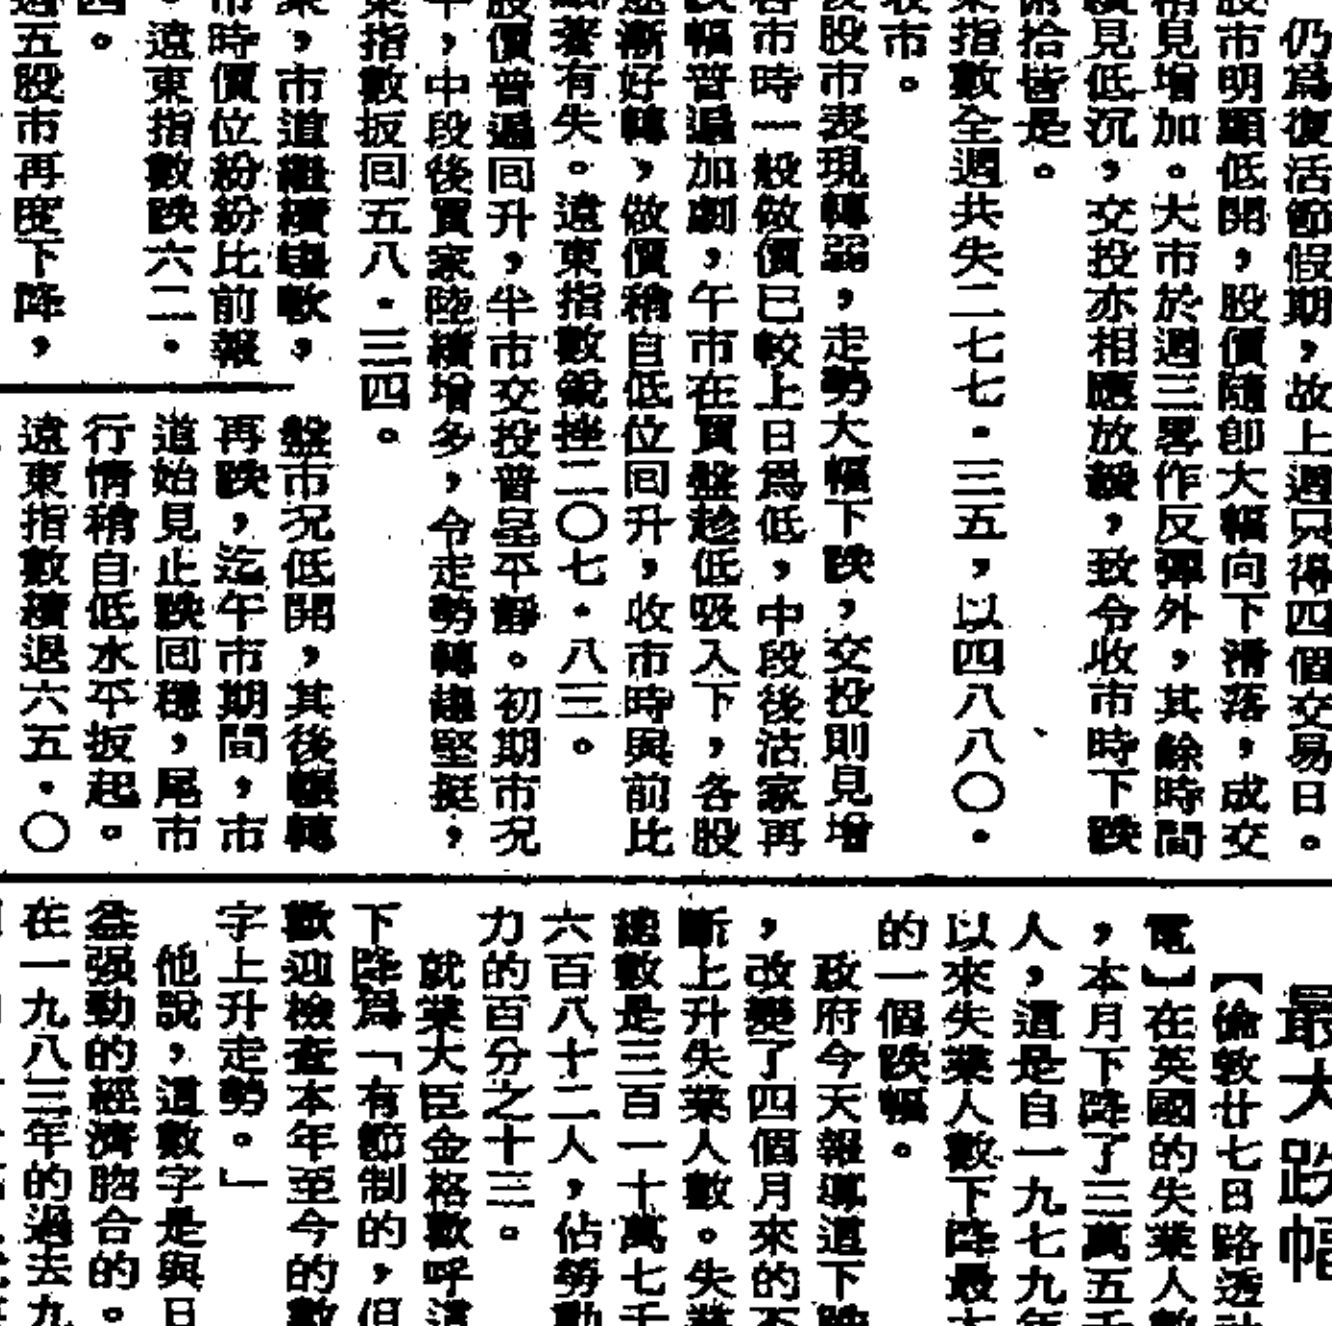 仍爲復活節假期，故上週只得四個交易日。
股市明顯低開，股價隨即大幅向下滑落，成交
稍見增加。大市於週三畧作反彈外，其餘時間
續見低沉，交投亦相應放緩，致令收市時下跌
拾皆是。
東指數全週共失二七七．三五，以四八八〇．
收市。
股市表現轉弱，走勢大幅下跌，交投則見增
市時一般做價已較上日爲低，中段後沽家再
跌幅普遍加劇，午市在買盤趁低吸入下，各股
逐漸好轉，做價稍自低位回升，收市時與前比
著有失。遠東指數銳挫二〇七．八三。
股價普遍回升，半市交投普呈平靜。初期市況
，中段後買家陸續增多，令走勢轉趨堅挺，
東指數扳回五八．三四。
，市道繼續，
市時價位紛紛比前報
。遠東指數跌六二．
四。
週五股市再度下降，
盤市況低開，其後輾轉
再跌，迄午市期間，市
道始見止跌回穩，尾市
行情稍自低水平扳起。
遠東指數續退六五．〇
最大跌幅
【倫敦廿七日路透社
電】在英國的失業人數
，本月下降了三萬五千
人，這是自一九七九年
以來失業人數下降最大
的一個跌幅。
政府今天報導這下跌
，改變了四個月來的不
斷上升失業人數。失業
總數是三百一十萬七千
六百八十二人，佔勞動
力的百分之十三。
就業大臣金格歡呼這
下降爲「有節制的，但
歡迎檢查本年至今的數
字上升走勢。」
他說，這數字是與日
益强勁的經濟脗合的。
在一九八三年的過去九